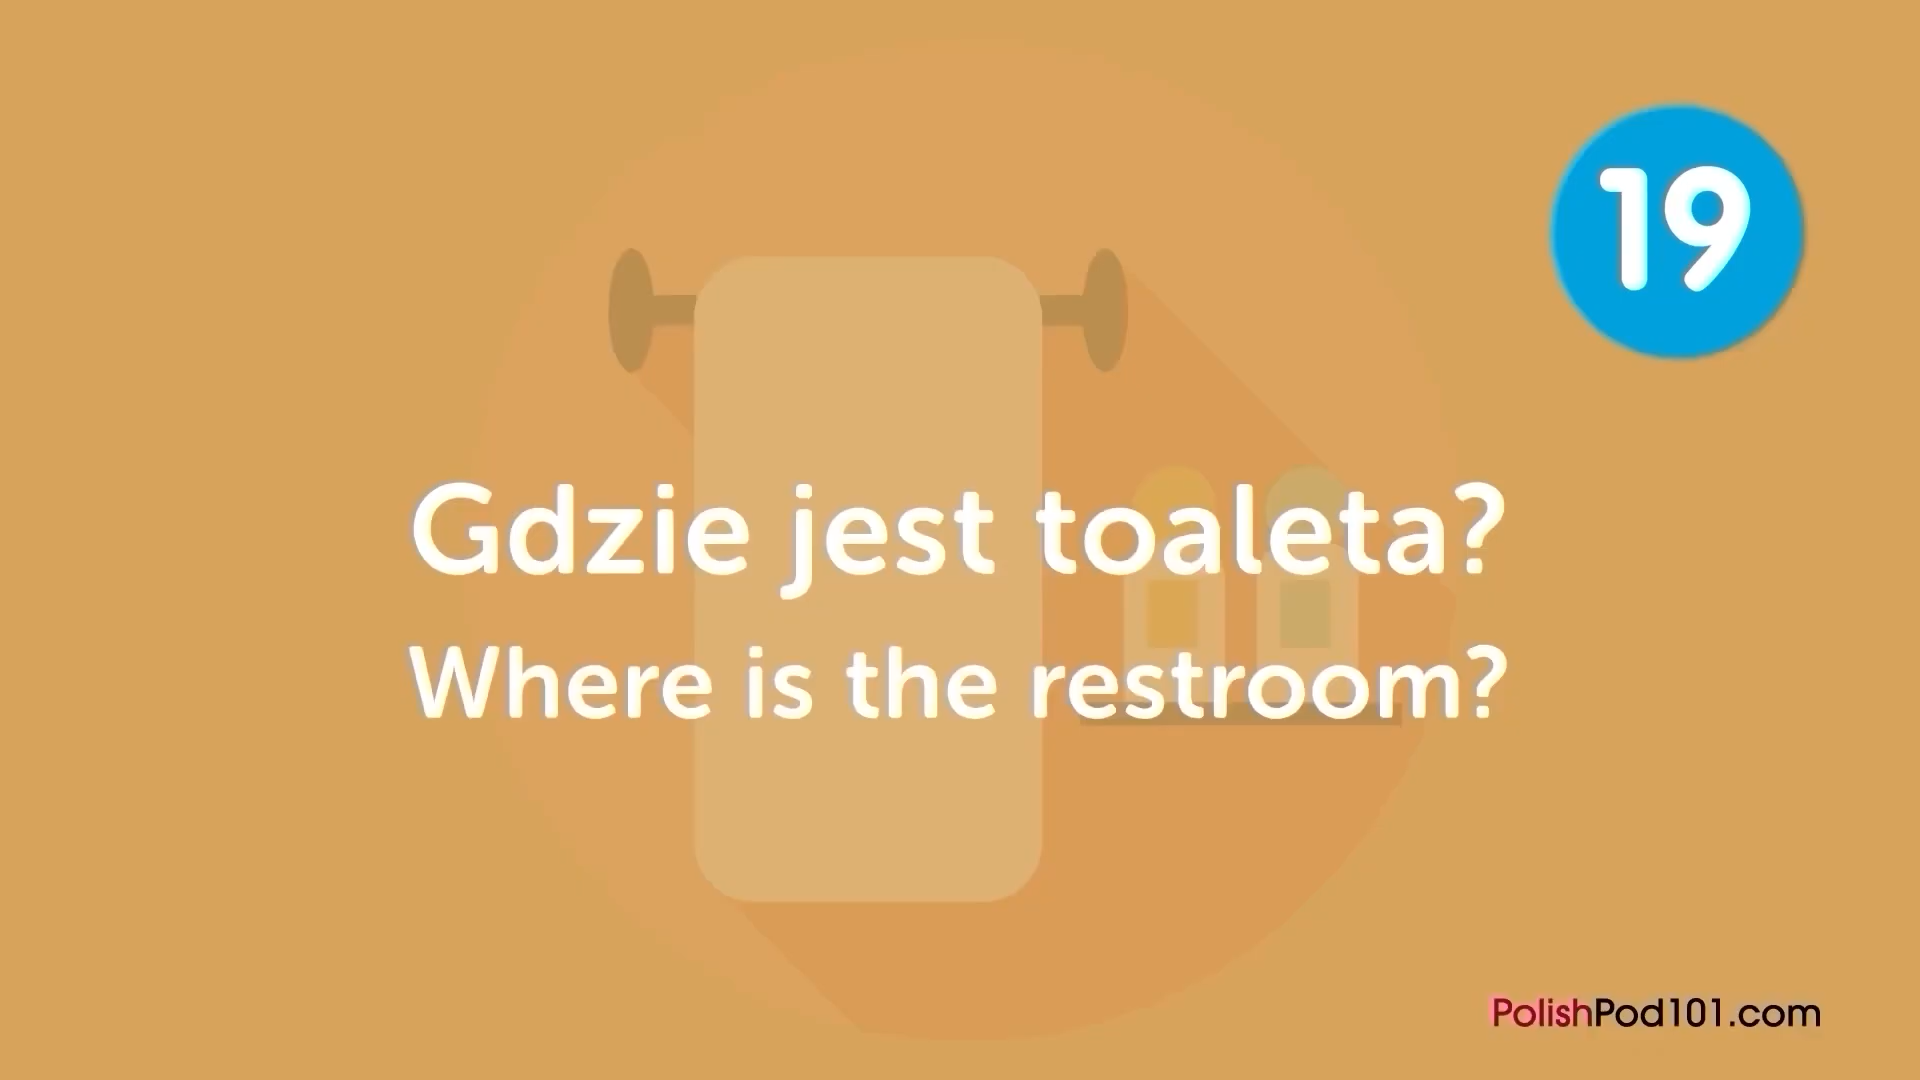 19
Gdzie jest toaleta?
Where is the restroom?
PolishPod101.com